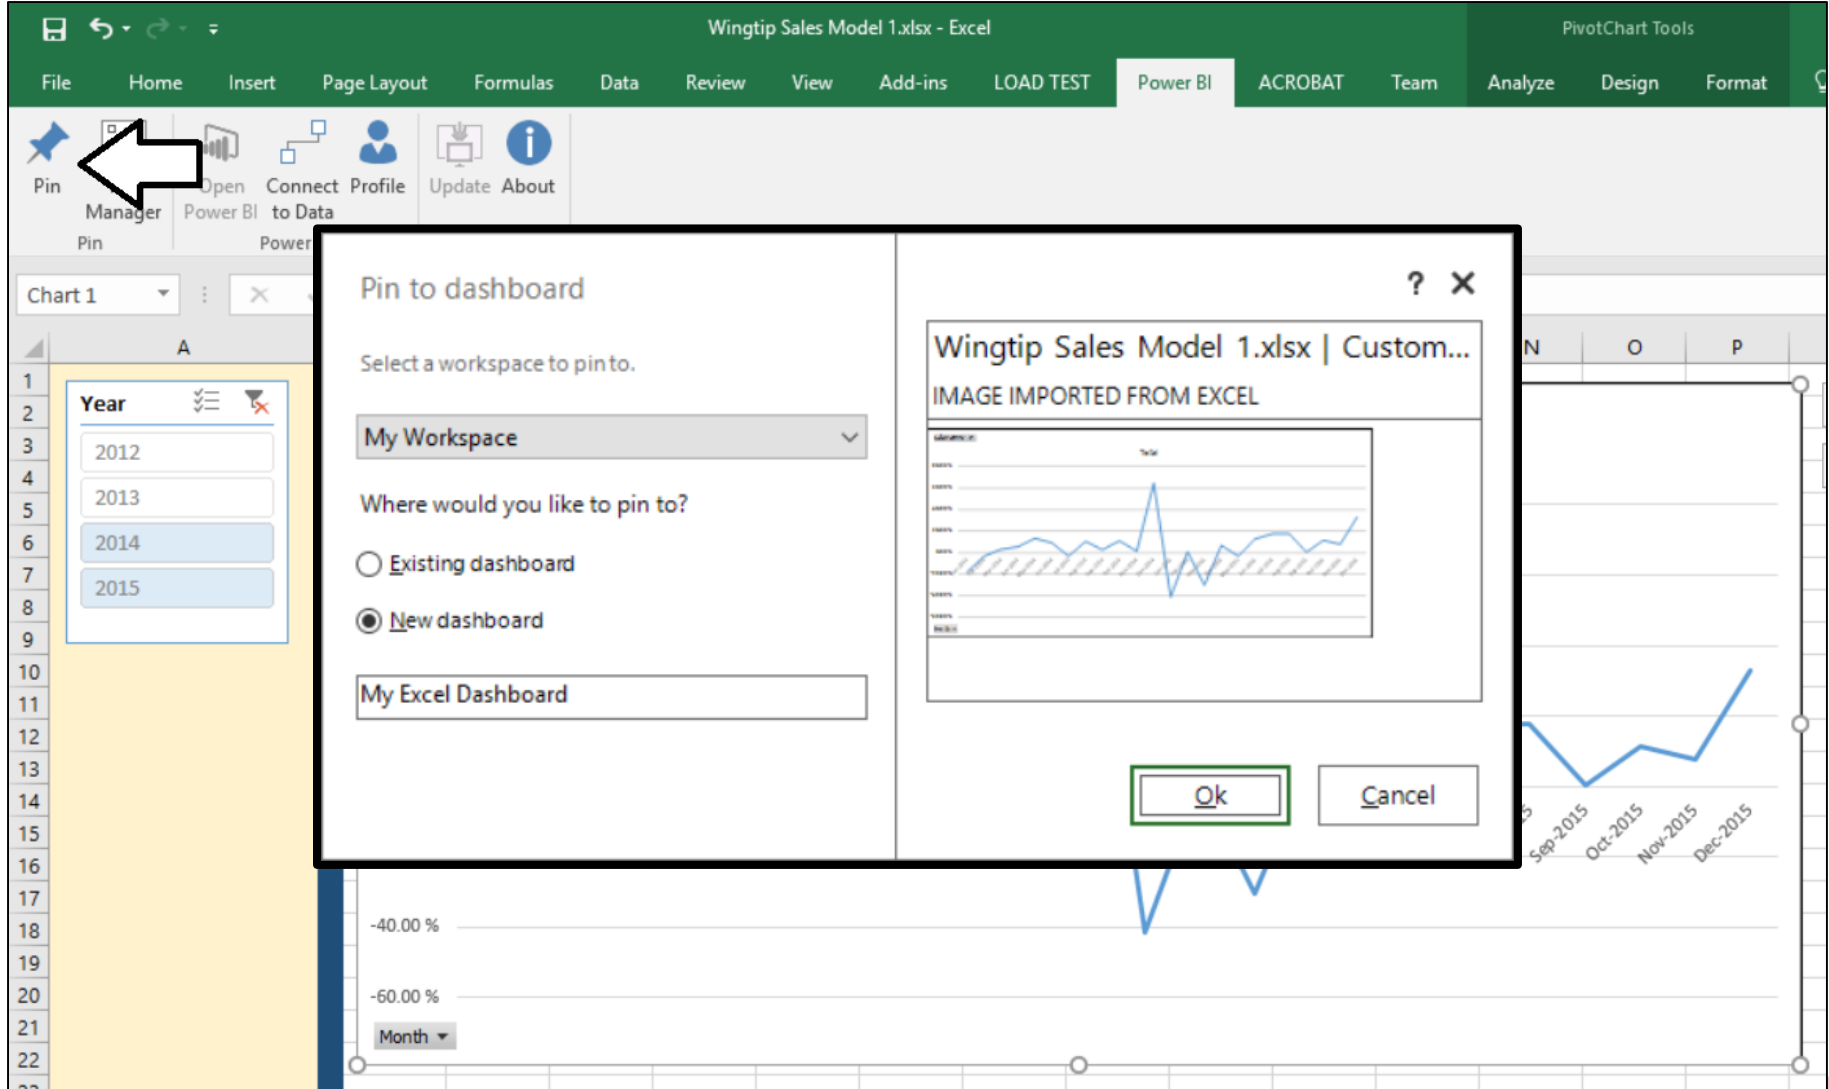 Wingtip Sales Model 1.xlsx - Excel
PivotChart Tools
File Home Insert Page Layout Formulas Data Review View Add-ins LOAD TEST Power BI ACROBAT Team Analyze Design Format
Pin
Manager
Open
Power BI
Connect
to Data
Profile
Update
About
Pin
Power
Chart 1
A
N O P
Year
2012
2013
2014
2015
1
2
3
4
5
6
7
8
9
10
11
12
13
14
15
16
17
18
19
20
21
22
Pin to dashboard
Select a workspace to pin to.
My Workspace
Where would you like to pin to?
Existing dashboard
New dashboard
My Excel Dashboard
? 
Wingtip Sales Model 1.xlsx | Custom...
IMAGE IMPORTED FROM EXCEL
Total
Ok
Cancel
Sep-2015
Oct-2015
Nov-2015
Dec-2015
-40.00 %
-60.00 %
Month